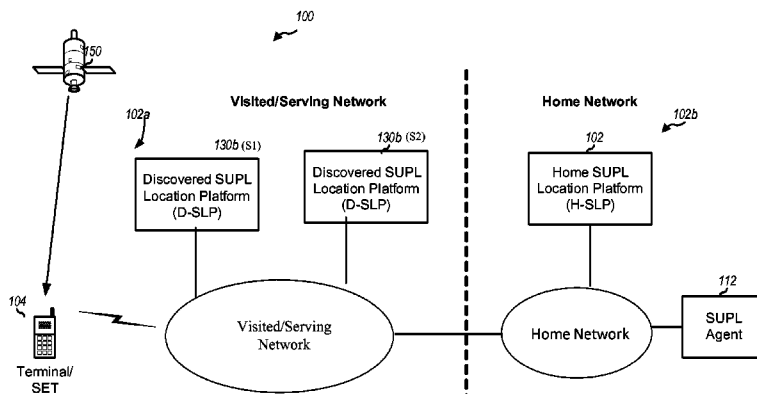 100
150
Visited/Serving Network
Home Network
102a
130b (S1)
130b (S2)
102
102b
Discovered SUPL
Location Platform
(D-SLP)
Discovered SUPL
Location Platform
(D-SLP)
Home SUPL
Location Platform
(H-SLP)
104
112
Terminal/
SET
Visited/Serving
Network
Home Network
SUPL
Agent